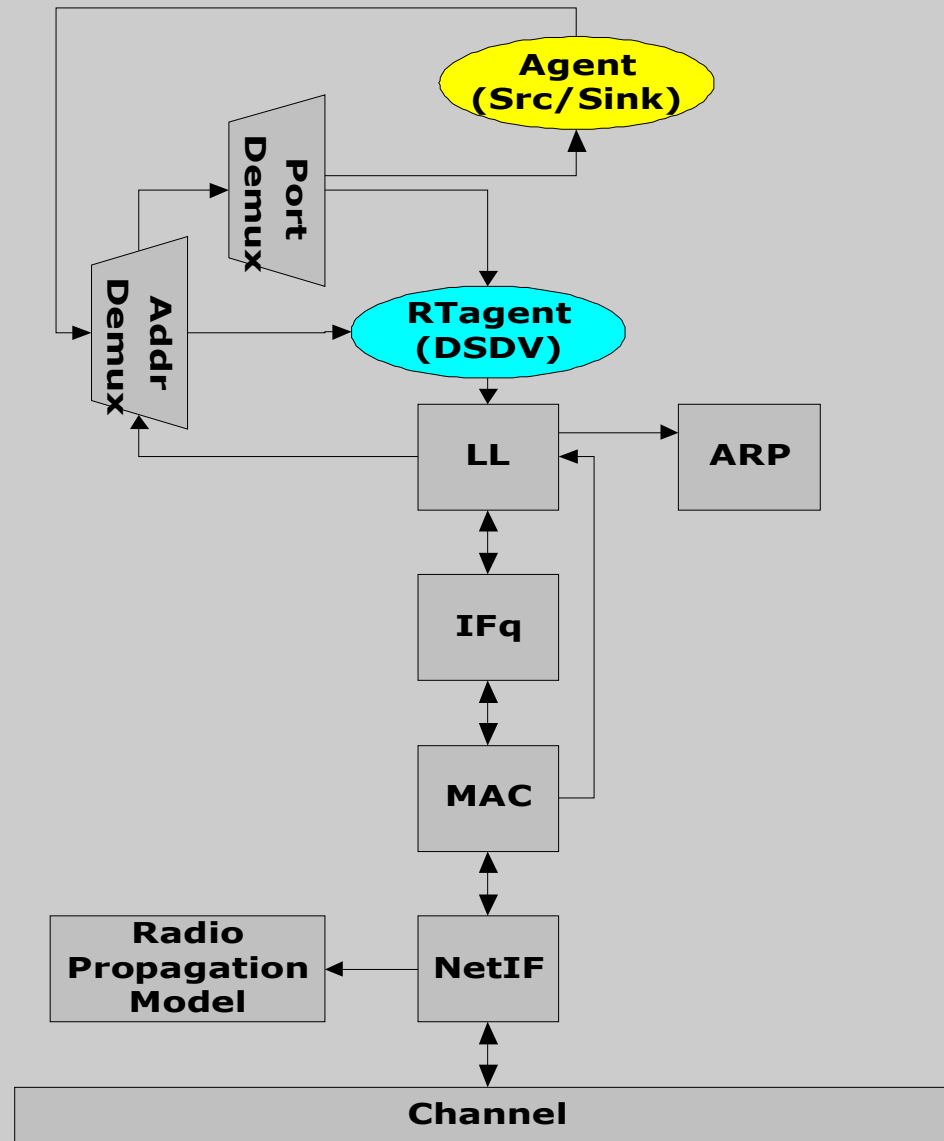 Agent
(Src/Sink)
Port
Demux
Addr
Demux
RTagent
(DSDV)
LL
ARP
IFq
MAC
Radio
Propagation
Model
NetIF
Channel